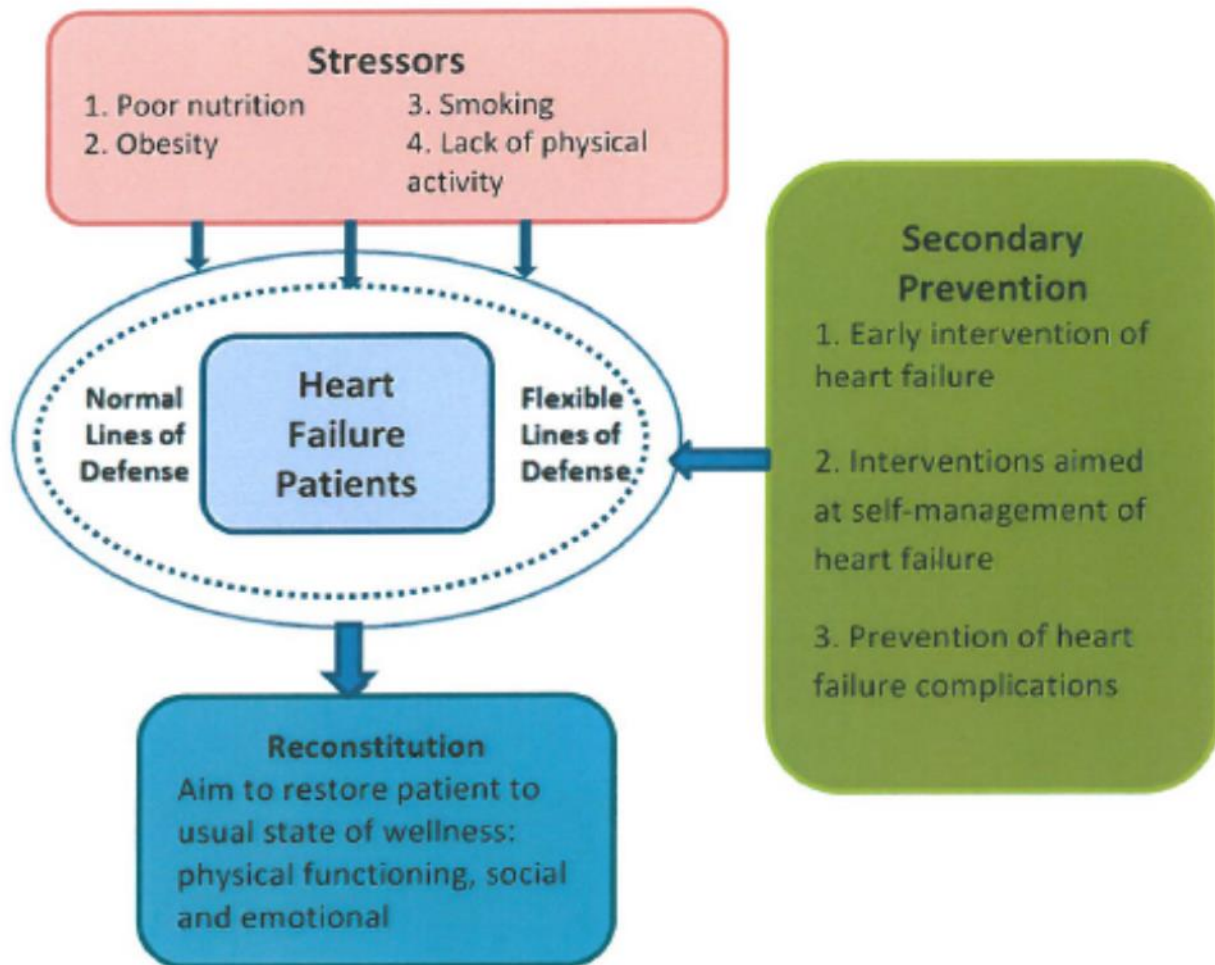 Stressors
1. Poor nutrition
2. Obesity
3. Smoking
4. Lack of physical
activity
Normal
Lines of
Defense
Heart
Failure
Patients
Flexible
Lines of
Defense
Secondary
Prevention
1. Early intervention of
heart failure
2. Interventions aimed
at self-management of
heart failure
3. Prevention of heart
failure complications
Reconstitution
Aim to restore patient to
usual state of wellness:
physical functioning, social
and emotional